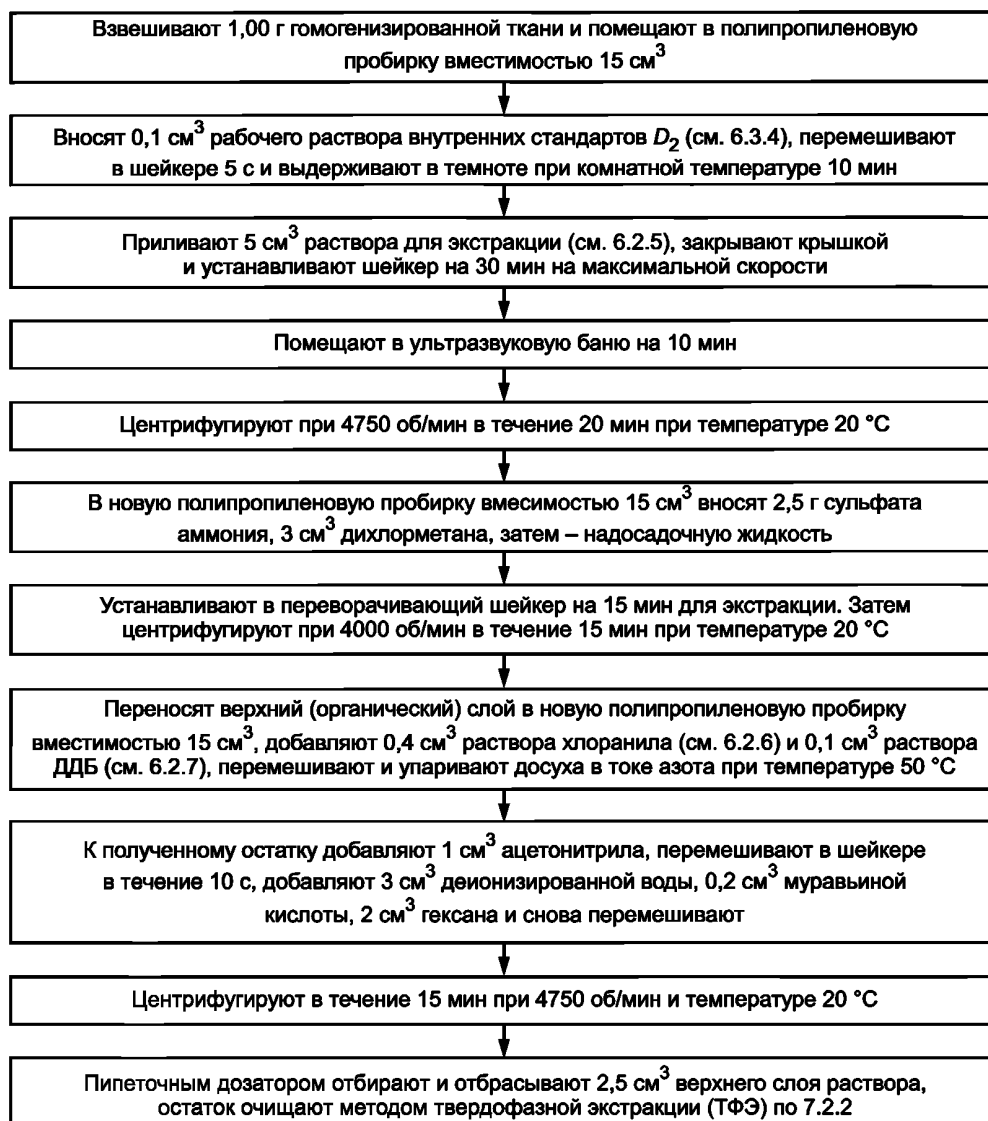 Взвешивают 1,00 г гомогенизированной ткани и помещают в полипропиленовую
пробирку вместимостью 15 см³
Вносят 0,1 см³ рабочего раствора внутренних стандартов D₂ (см. 6.3.4), перемешивают
в шейкере 5 с и выдерживают в темноте при комнатной температуре 10 мин
Приливают 5 см³ раствора для экстракции (см. 6.2.5), закрывают крышкой
и устанавливают шейкер на 30 мин на максимальной скорости
Помещают в ультразвуковую баню на 10 мин
Центрифугируют при 4750 об/мин в течение 20 мин при температуре 20 °С
В новую полипропиленовую пробирку вмесимостью 15 см³ вносят 2,5 г сульфата
аммония, 3 см³ дихлорметана, затем – надосадочную жидкость
Устанавливают в переворачивающий шейкер на 15 мин для экстракции. Затем
центрифугируют при 4000 об/мин в течение 15 мин при температуре 20 °С
Переносят верхний (органический) слой в новую полипропиленовую пробирку
вместимостью 15 см³, добавляют 0,4 см³ раствора хлоранила (см. 6.2.6) и 0,1 см³ раствора
ДДБ (см. 6.2.7), перемешивают и упаривают досуха в токе азота при температуре 50 °С
К полученному остатку добавляют 1 см³ ацетонитрила, перемешивают в шейкере
в течение 10 с, добавляют 3 см³ деионизированной воды, 0,2 см³ муравьиной
кислоты, 2 см³ гексана и снова перемешивают
Центрифугируют в течение 15 мин при 4750 об/мин и температуре 20 °С
Пипеточным дозатором отбирают и отбрасывают 2,5 см³ верхнего слоя раствора,
остаток очищают методом твердофазной экстракции (ТФЭ) по 7.2.2